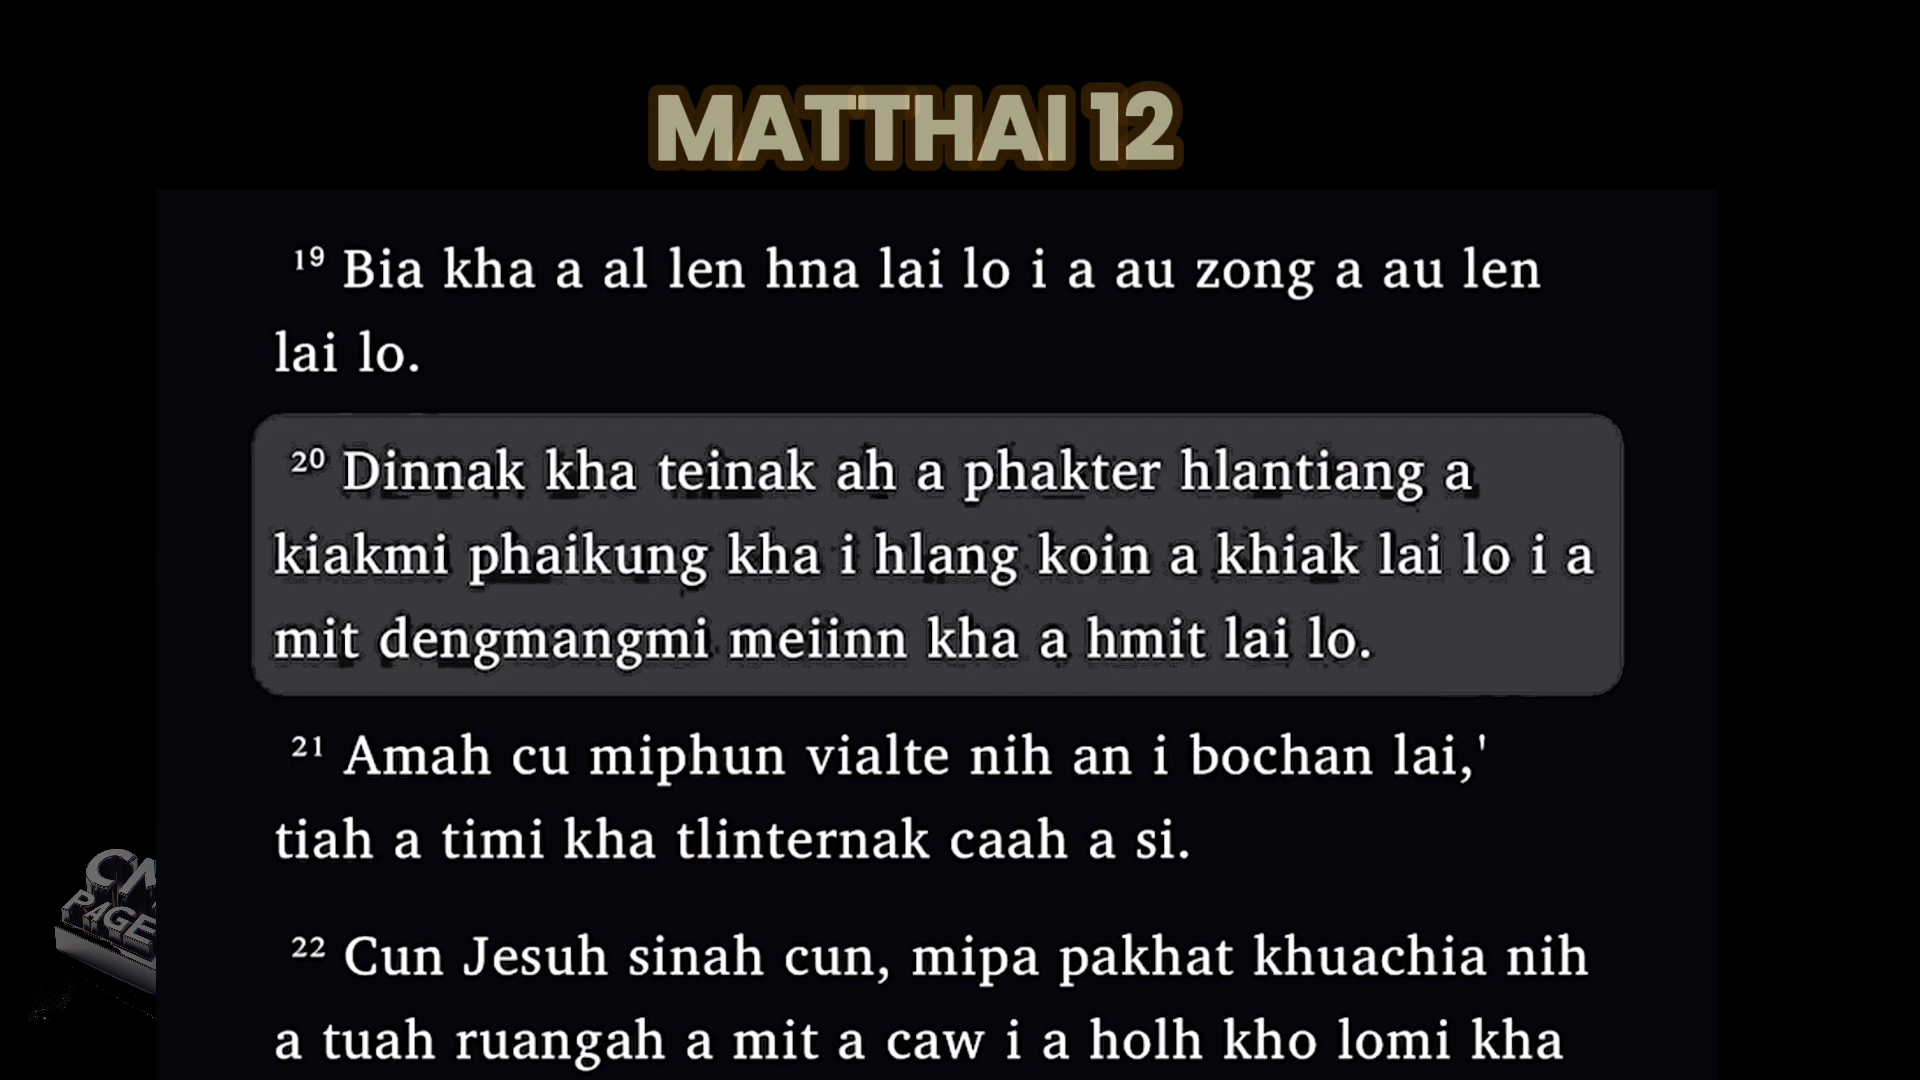 MATTHAI 12
19 Bia kha a al len hna lai lo i a au zong a au len
lai lo.
20 Dinnak kha teinak ah a phakter hlantiang a
kiakmi phaikung kha i hlang koin a khiak lai lo i a
mit dengmangmi meiinn kha a hmit lai lo.
21 Amah cu miphun vialte nih an i bochan lai,'
tiah a timi kha tlinternak caah a si.
22 Cun Jesuh sinah cun, mipa pakhat khuachia nih
a tuah ruangah a mit a caw i a holh kho lomi kha
PAGE